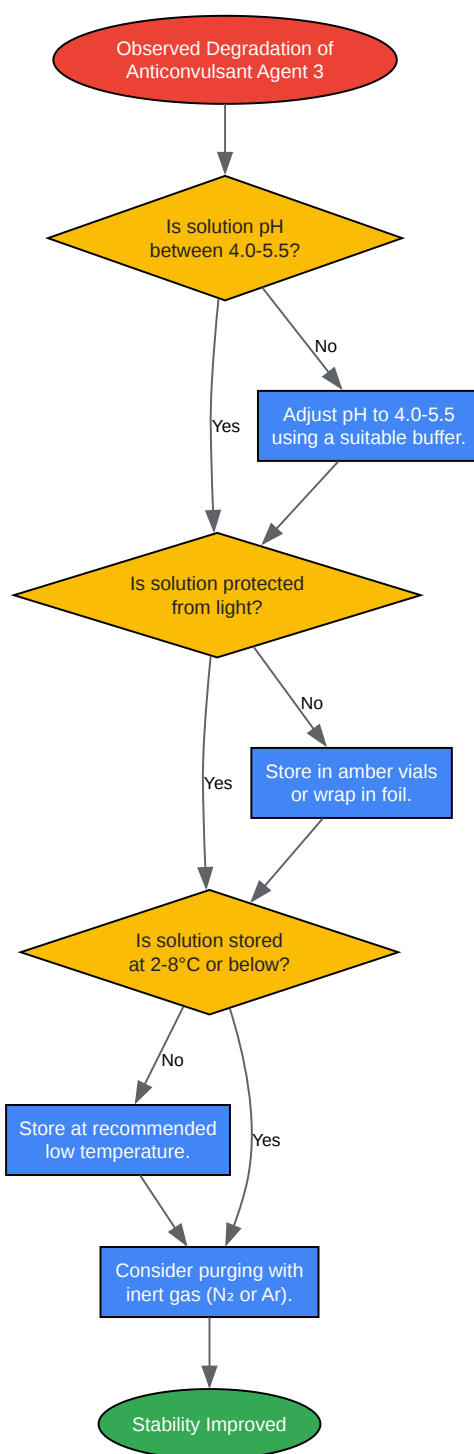 Observed Degradation of
Anticonvulsant Agent 3
Is solution pH
between 4.0-5.5?
No
Adjust pH to 4.0-5.5
using a suitable buffer.
Yes
Is solution protected
from light?
No
Store in amber vials
or wrap in foil.
Yes
Is solution stored
at 2-8°C or below?
No
Store at recommended
low temperature.
Yes
Consider purging with
inert gas (N₂ or Ar).
Stability Improved